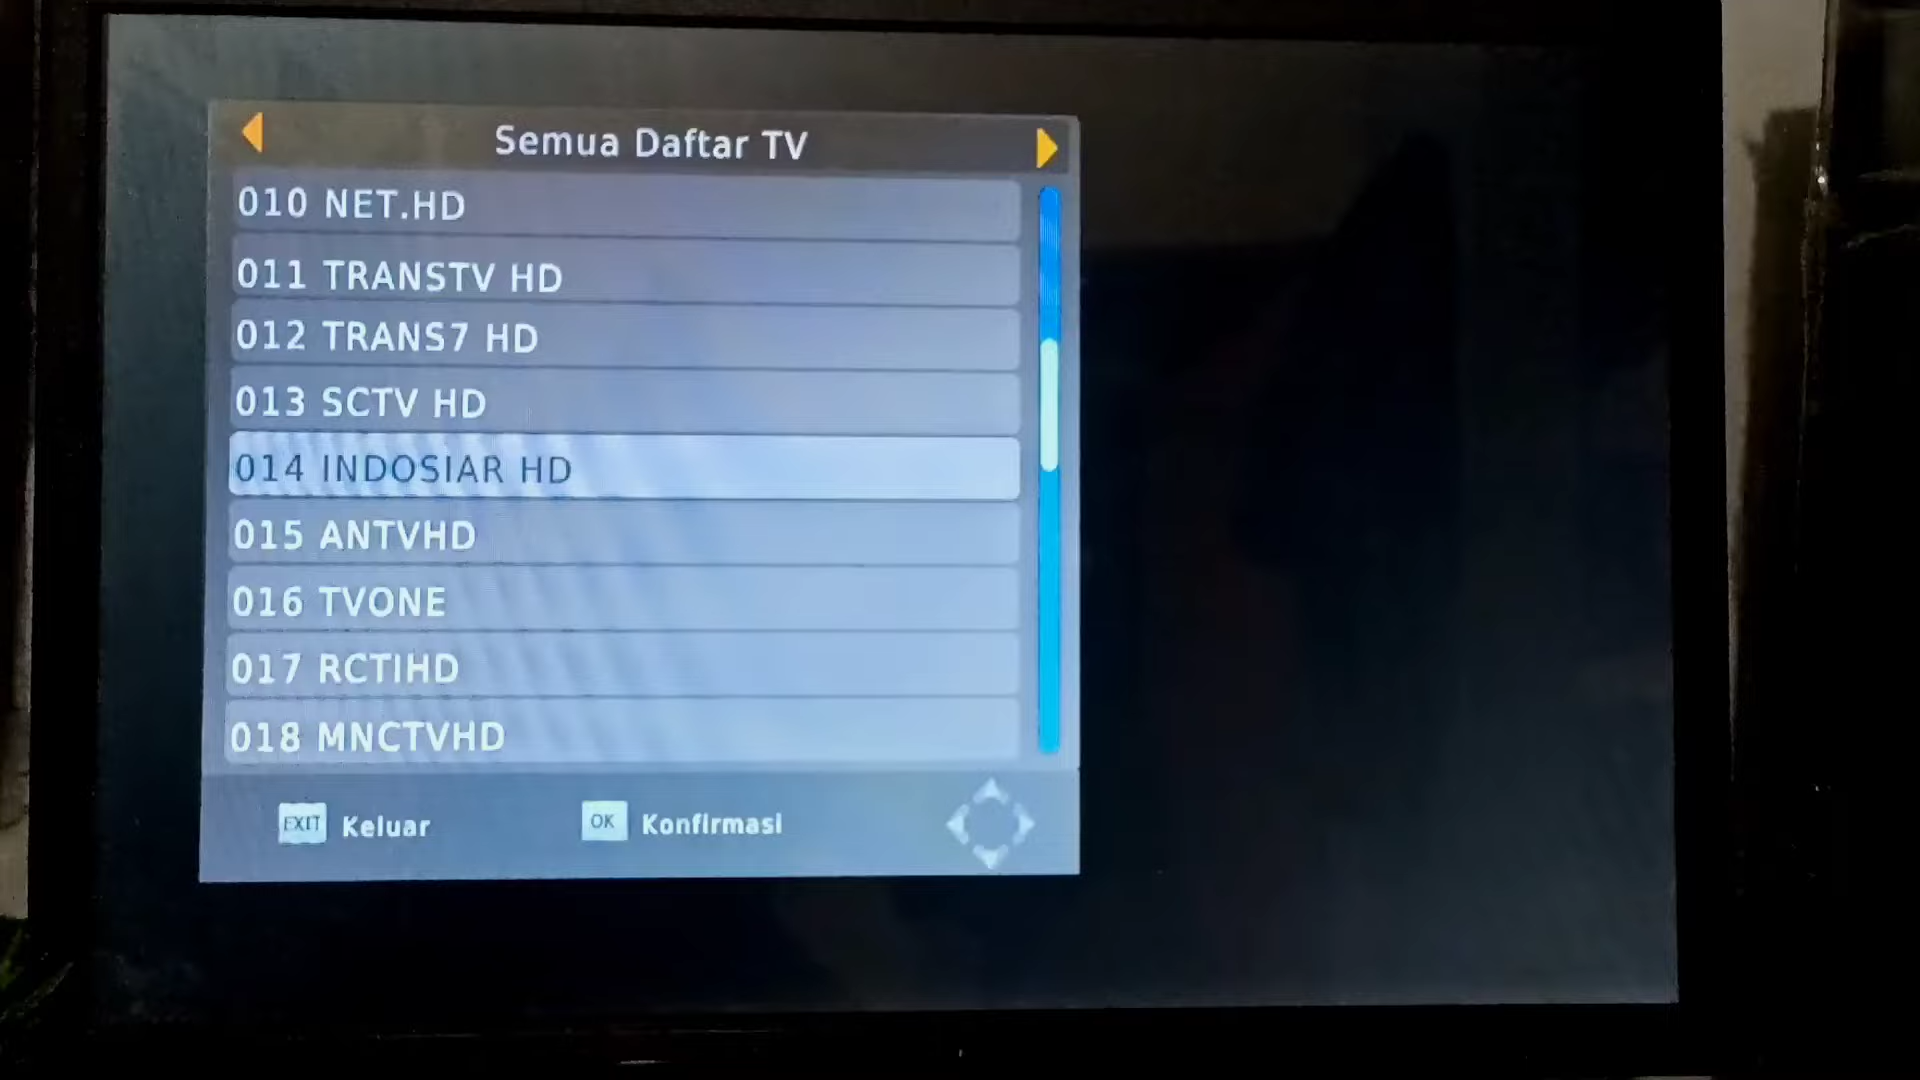 Semua Daftar TV
010 NET.HD
011 TRANSTV HD
012 TRANS7 HD
013 SCTV HD
014 INDOSIAR HD
015 ANTVHD
016 TVONE
017 RCTIHD
018 MNCTVHD
EXIT Keluar OK Konfirmasi